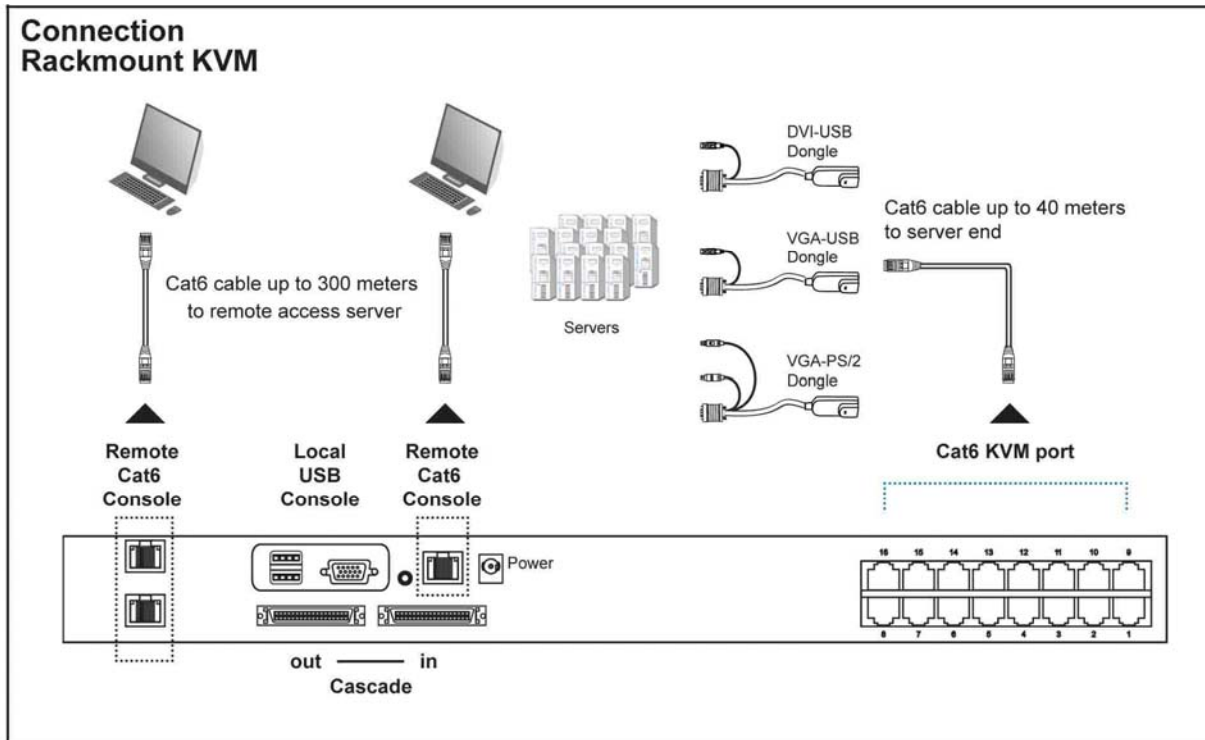 Connection
Rackmount KVM
DVI-USB
Dongle
Cat6 cable up to 40 meters
to server end
VGA-USB
Dongle
Cat6 cable up to 300 meters
to remote access server
Servers
VGA-PS/2
Dongle
Remote
Cat6
Console
Local
USB
Console
Remote
Cat6
Console
Cat6 KVM port
Power
16 15 14 13 12 11 10 9
8 7 6 5 4 3 2 1
out in
Cascade